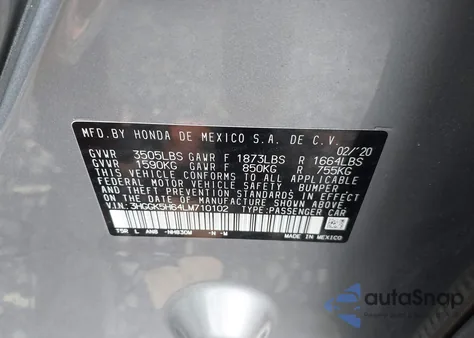 MFD.BY HONDA DE MEXICO S.A. DE C.V. 02/'20
GVWR 3505LBS GAWR F 1873LBS R 1664LBS
GVWR 1590KG GAWR F 850KG R 755KG
THIS VEHICLE CONFORMS TO ALL APPLICABLE
FEDERAL MOTOR VEHICLE SAFETY, BUMPER
AND THEFT PREVENTION STANDARDS IN EFFECT
ON THE DATE OF MANUFACTURE SHOWN ABOVE.
V.I.N: 3HGGK5H64LM710102 TYPE:PASSENGER CAR
T5R L NH830M
MADE IN MEXICO
autoSnap